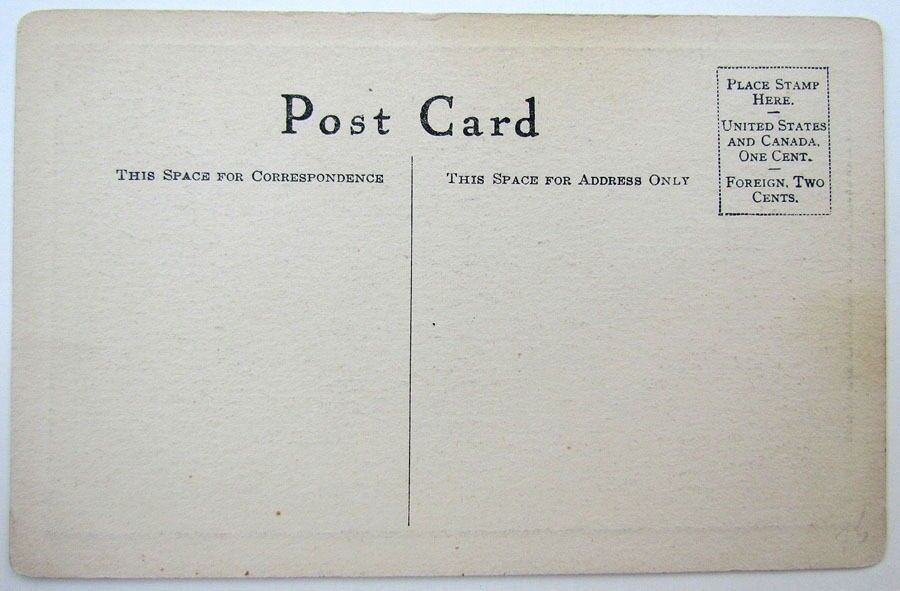 Post Card
THIS SPACE FOR CORRESPONDENCE
THIS SPACE FOR ADDRESS ONLY
PLACE STAMP
HERE.
UNITED STATES
AND CANADA,
ONE CENT.
FOREIGN, TWO
CENTS.